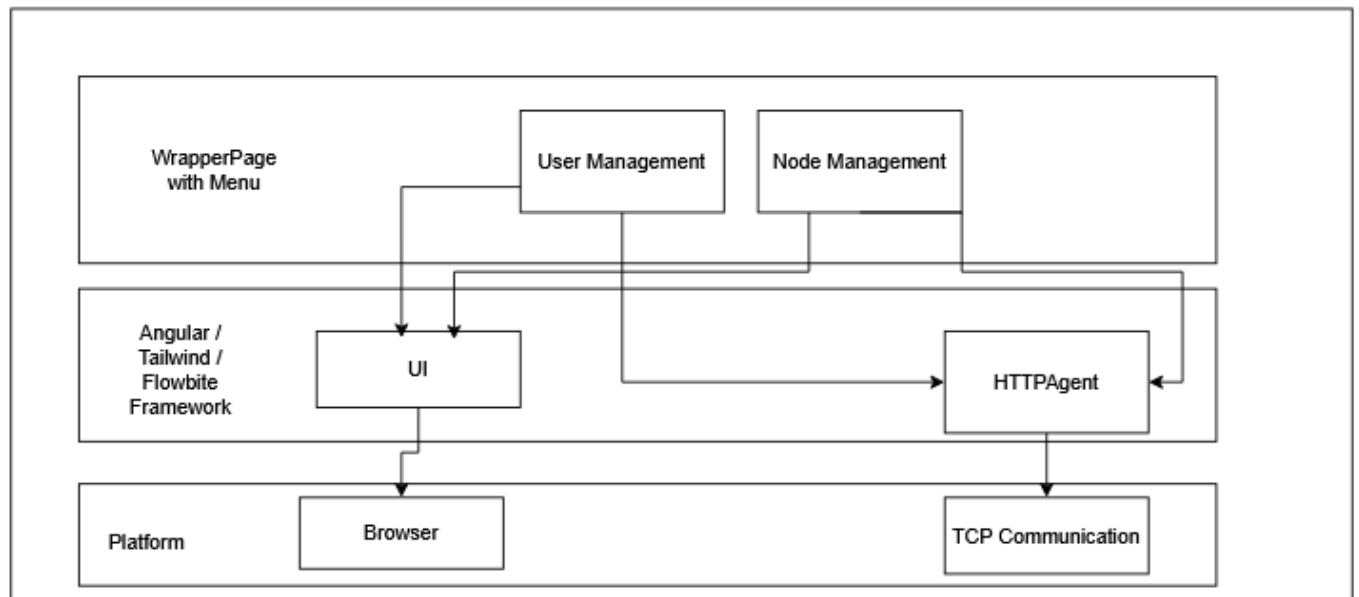 WrapperPage
with Menu
User Management
Node Management
Angular /
Tailwind /
Flowbite
Framework
UI
HTTPAgent
Platform
Browser
TCP Communication